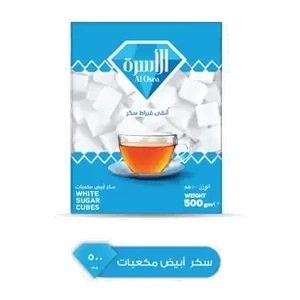 الأسرة
Al Osra
أنقى قيراط سكر
سكر أبيض مكعبات
WHITE
SUGAR
CUBES
الوزن
WEIGHT
500 gm
سكر أبيض مكعبات
٥٠٠
جم